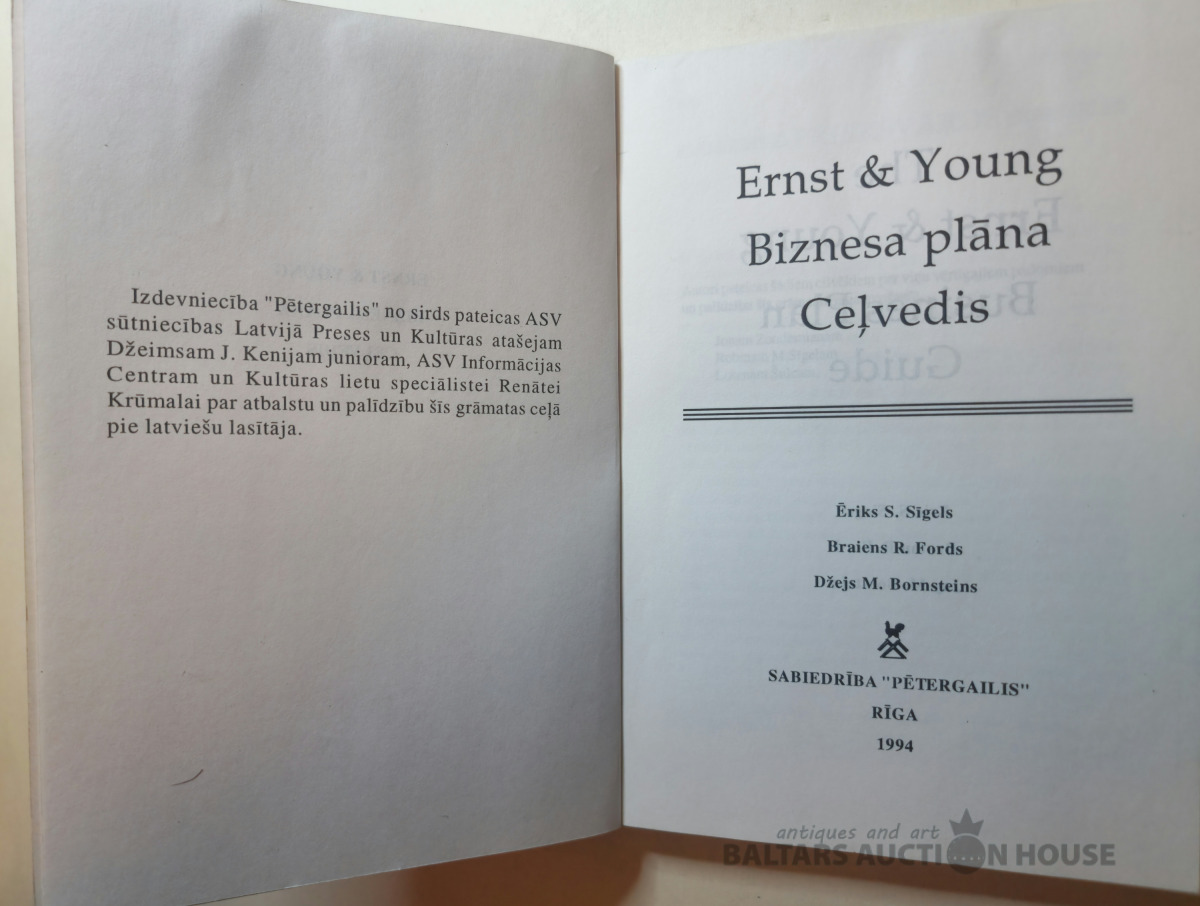 Izdevniecība "Pētergailis" no sirds pateicas ASV
sūtniecības Latvijā Preses un Kultūras atašejam
Džeimsam J. Kenijam junioram, ASV Informācijas
Centram un Kultūras lietu speciālistei Renātei
Krūmalai par atbalstu un palīdzību šīs grāmatas ceļā
pie latviešu lasītāja.
Ernst & Young
Biznesa plāna
Ceļvedis
Ēriks S. Sīgels
Braiens R. Fords
Džejs M. Bornsteins
SABIEDRĪBA "PĒTERGAILIS"
RĪGA
1994
antiques and art
BALTARS AUCTION HOUSE